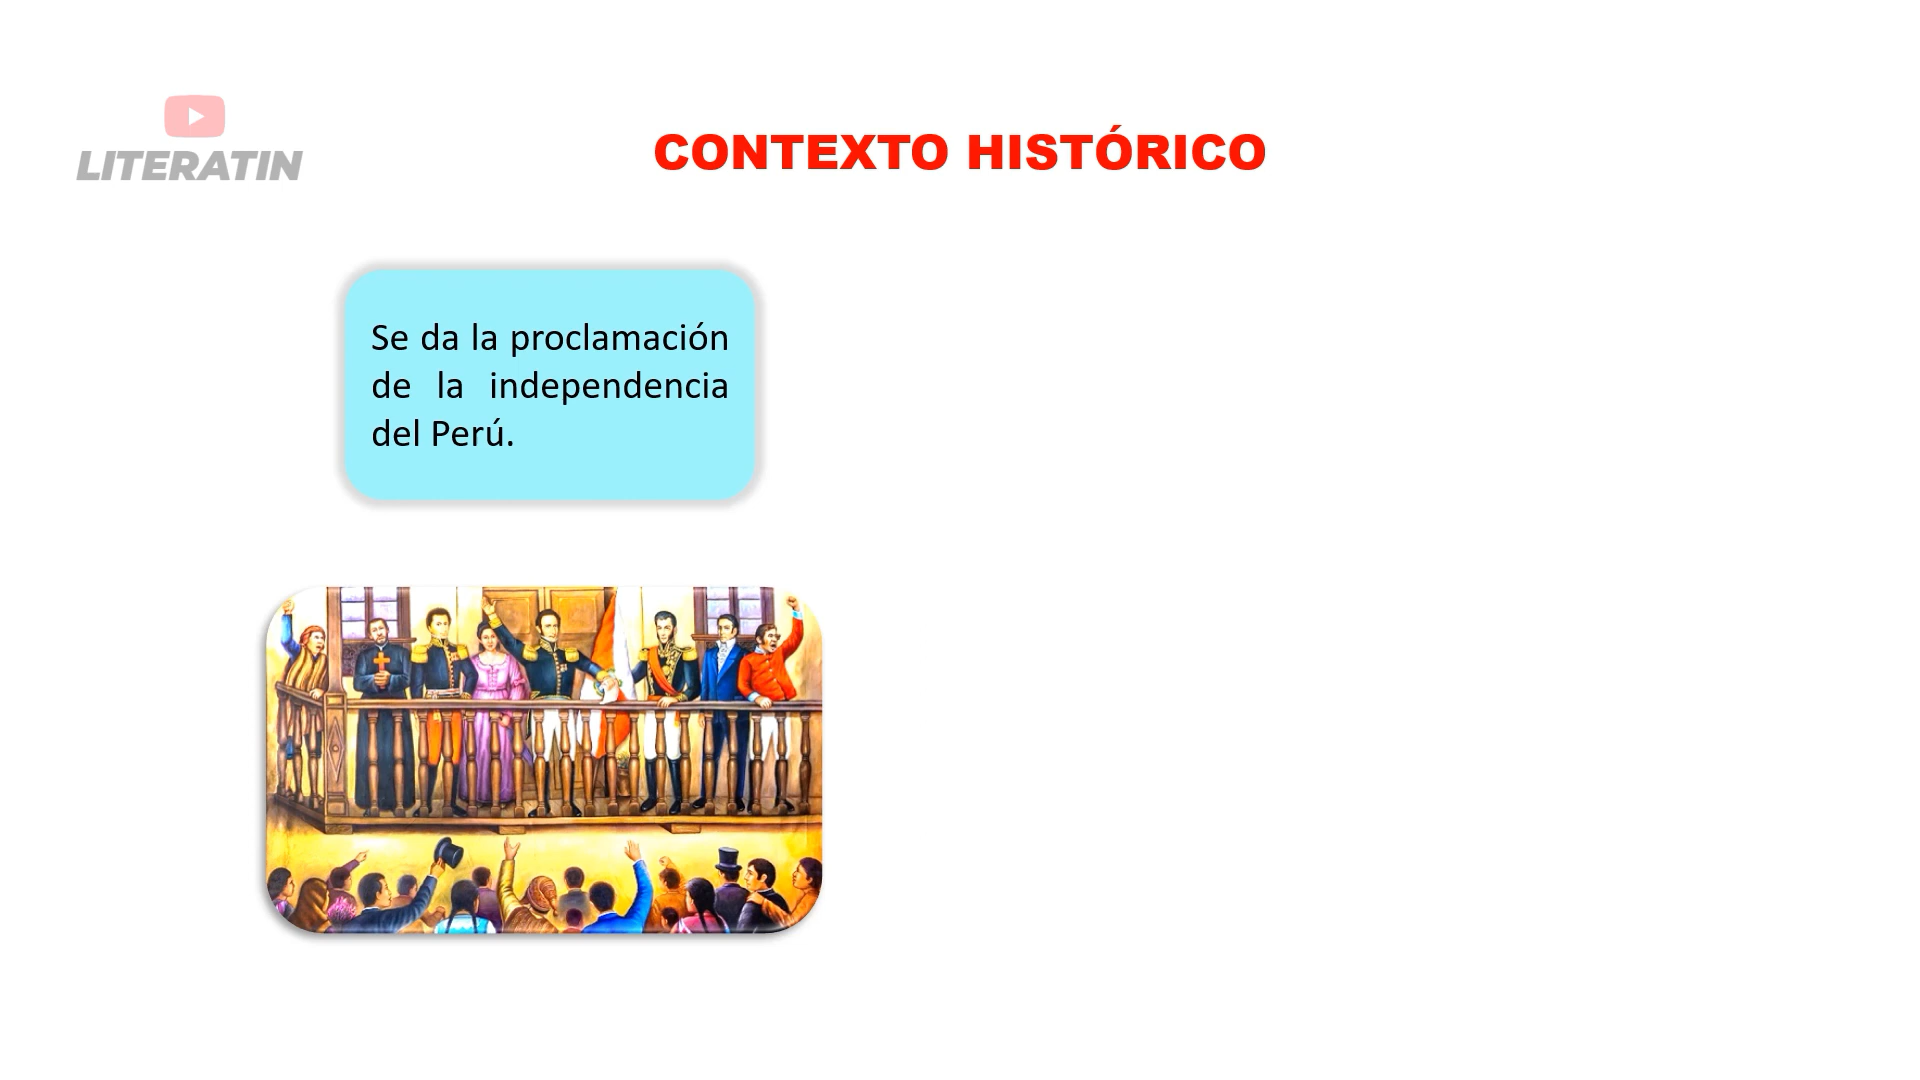 LITERATIN
CONTEXTO HISTÓRICO
Se da la proclamación
de la independencia
del Perú.